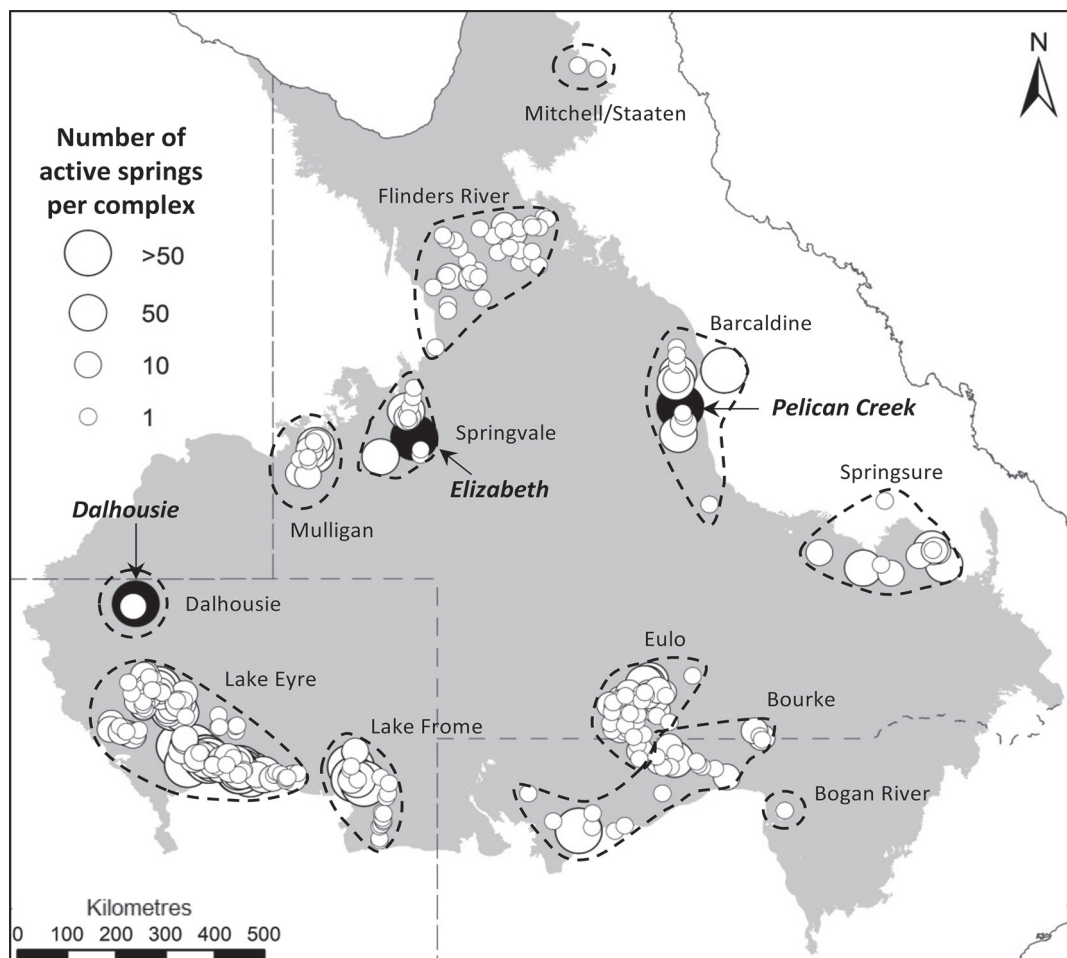 N
Mitchell/Staaten
Number of
active springs
per complex
>50
50
10
1
Flinders River
Barcaldine
Pelican Creek
Springvale
Elizabeth
Springsure
Mulligan
Dalhousie
Dalhousie
Eulo
Lake Eyre
Bourke
Lake Frome
Bogan River
Kilometres
0 100 200 300 400 500